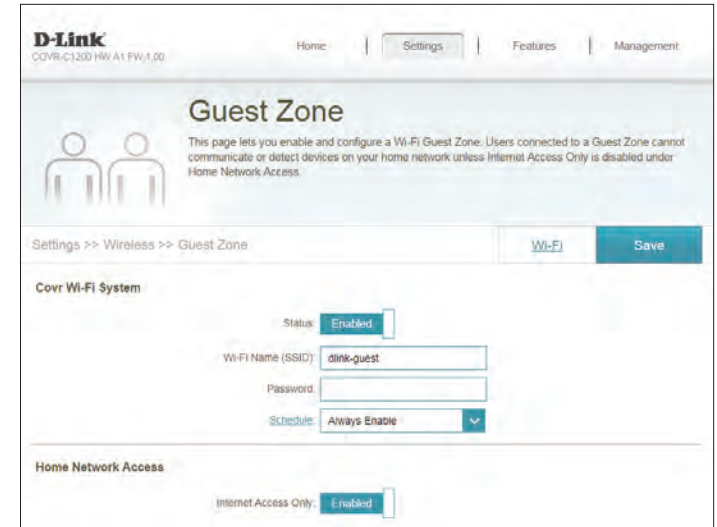 D-Link
COVR-C1200 HW:A1 FW:1.00
Home Settings Features Management
Guest Zone
This page lets you enable and configure a Wi-Fi Guest Zone. Users connected to a Guest Zone cannot
communicate or detect devices on your home network unless Internet Access Only is disabled under
Home Network Access.
Settings >> Wireless >> Guest Zone Wi-Fi Save
Covr Wi-Fi System
Status: Enabled
Wi-Fi Name (SSID): dlink-guest
Password:
Schedule: Always Enable
Home Network Access
Internet Access Only: Enabled